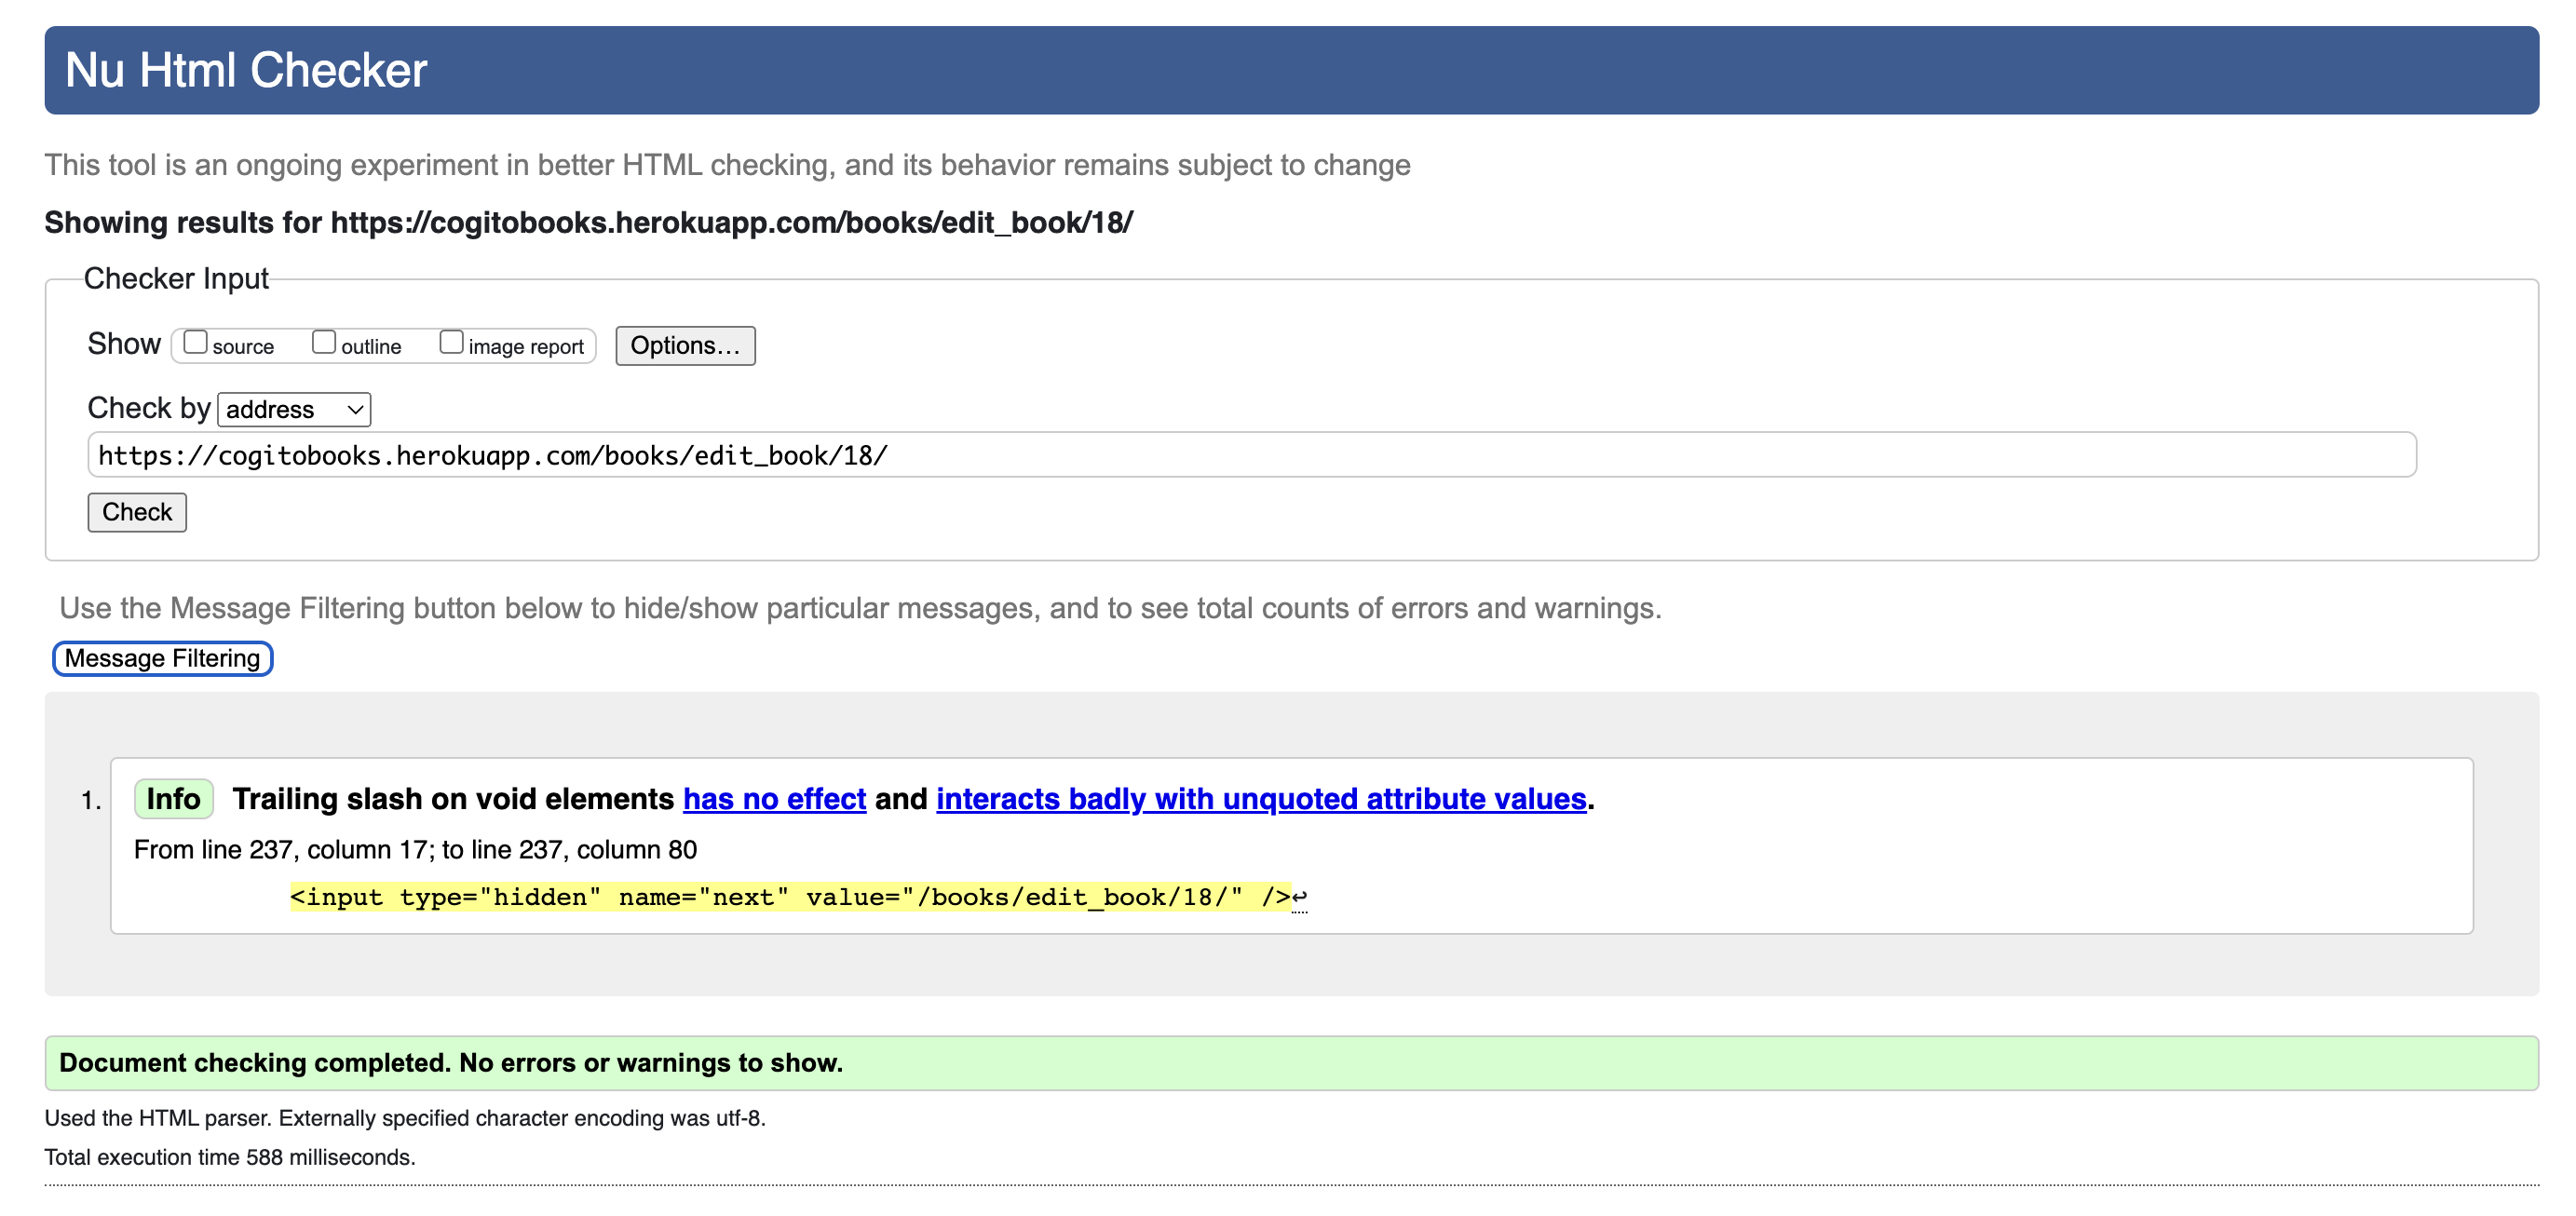 Nu Html Checker
This tool is an ongoing experiment in better HTML checking, and its behavior remains subject to change
Showing results for https://cogitobooks.herokuapp.com/books/edit_book/18/
Checker Input
Show source outline image report Options...
Check by address
https://cogitobooks.herokuapp.com/books/edit_book/18/
Check
Use the Message Filtering button below to hide/show particular messages, and to see total counts of errors and warnings.
Message Filtering
1. Info Trailing slash on void elements has no effect and interacts badly with unquoted attribute values.
From line 237, column 17; to line 237, column 80
<input type="hidden" name="next" value="/books/edit_book/18/" />↩
Document checking completed. No errors or warnings to show.
Used the HTML parser. Externally specified character encoding was utf-8.
Total execution time 588 milliseconds.